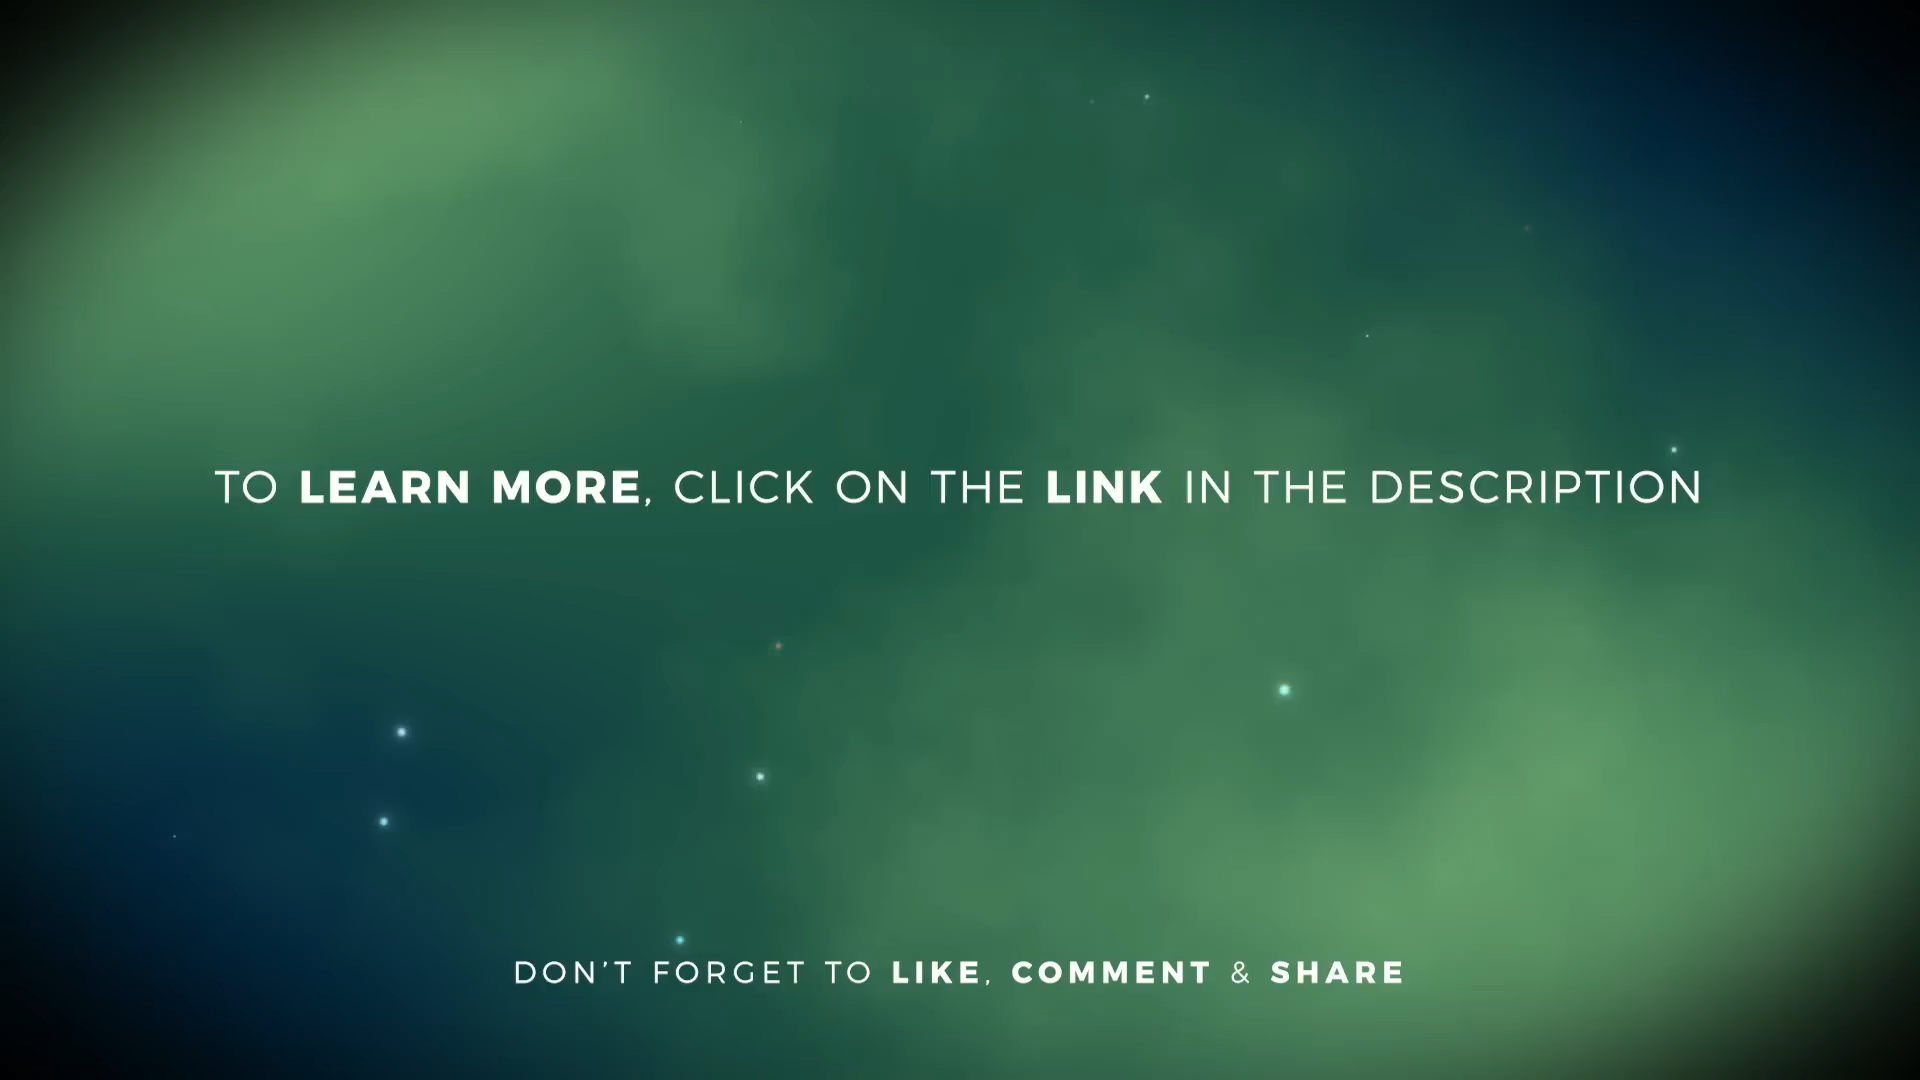 TO LEARN MORE, CLICK ON THE LINK IN THE DESCRIPTION
DON'T FORGET TO LIKE, COMMENT & SHARE